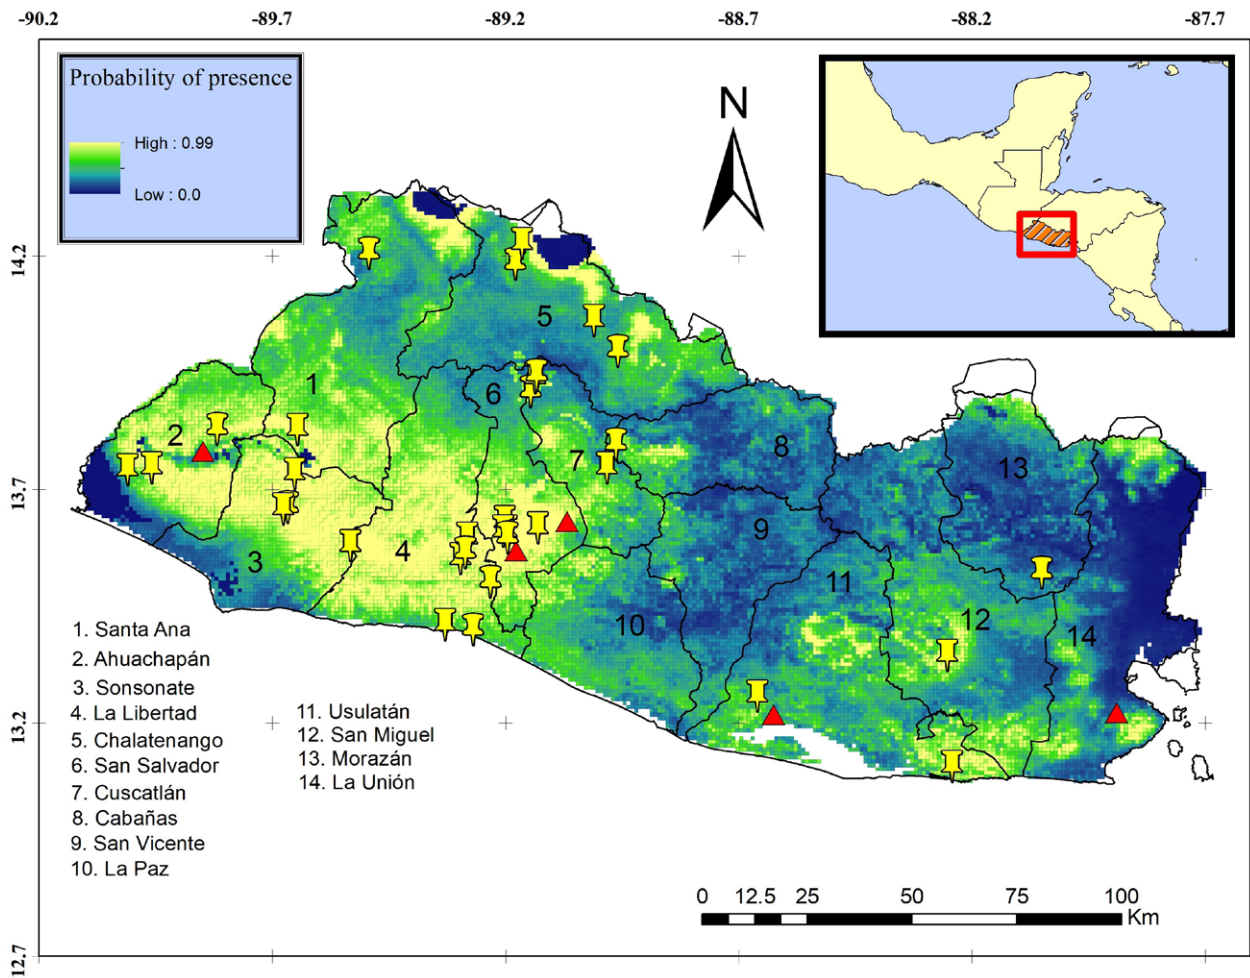 -90.2 -89.7 -89.2 -88.7 -88.2 -87.7
Probability of presence
High : 0.99
Low : 0.0
N
14.2
13.7
13.2
12.7
1
2
3
4
5
6
7
8
9
10
11
12
13
14
1. Santa Ana
2. Ahuachapán
3. Sonsonate
4. La Libertad
5. Chalatenango
6. San Salvador
7. Cuscatlán
8. Cabañas
9. San Vicente
10. La Paz
11. Usulatán
12. San Miguel
13. Morazán
14. La Unión
0 12.5 25 50 75 100
Km